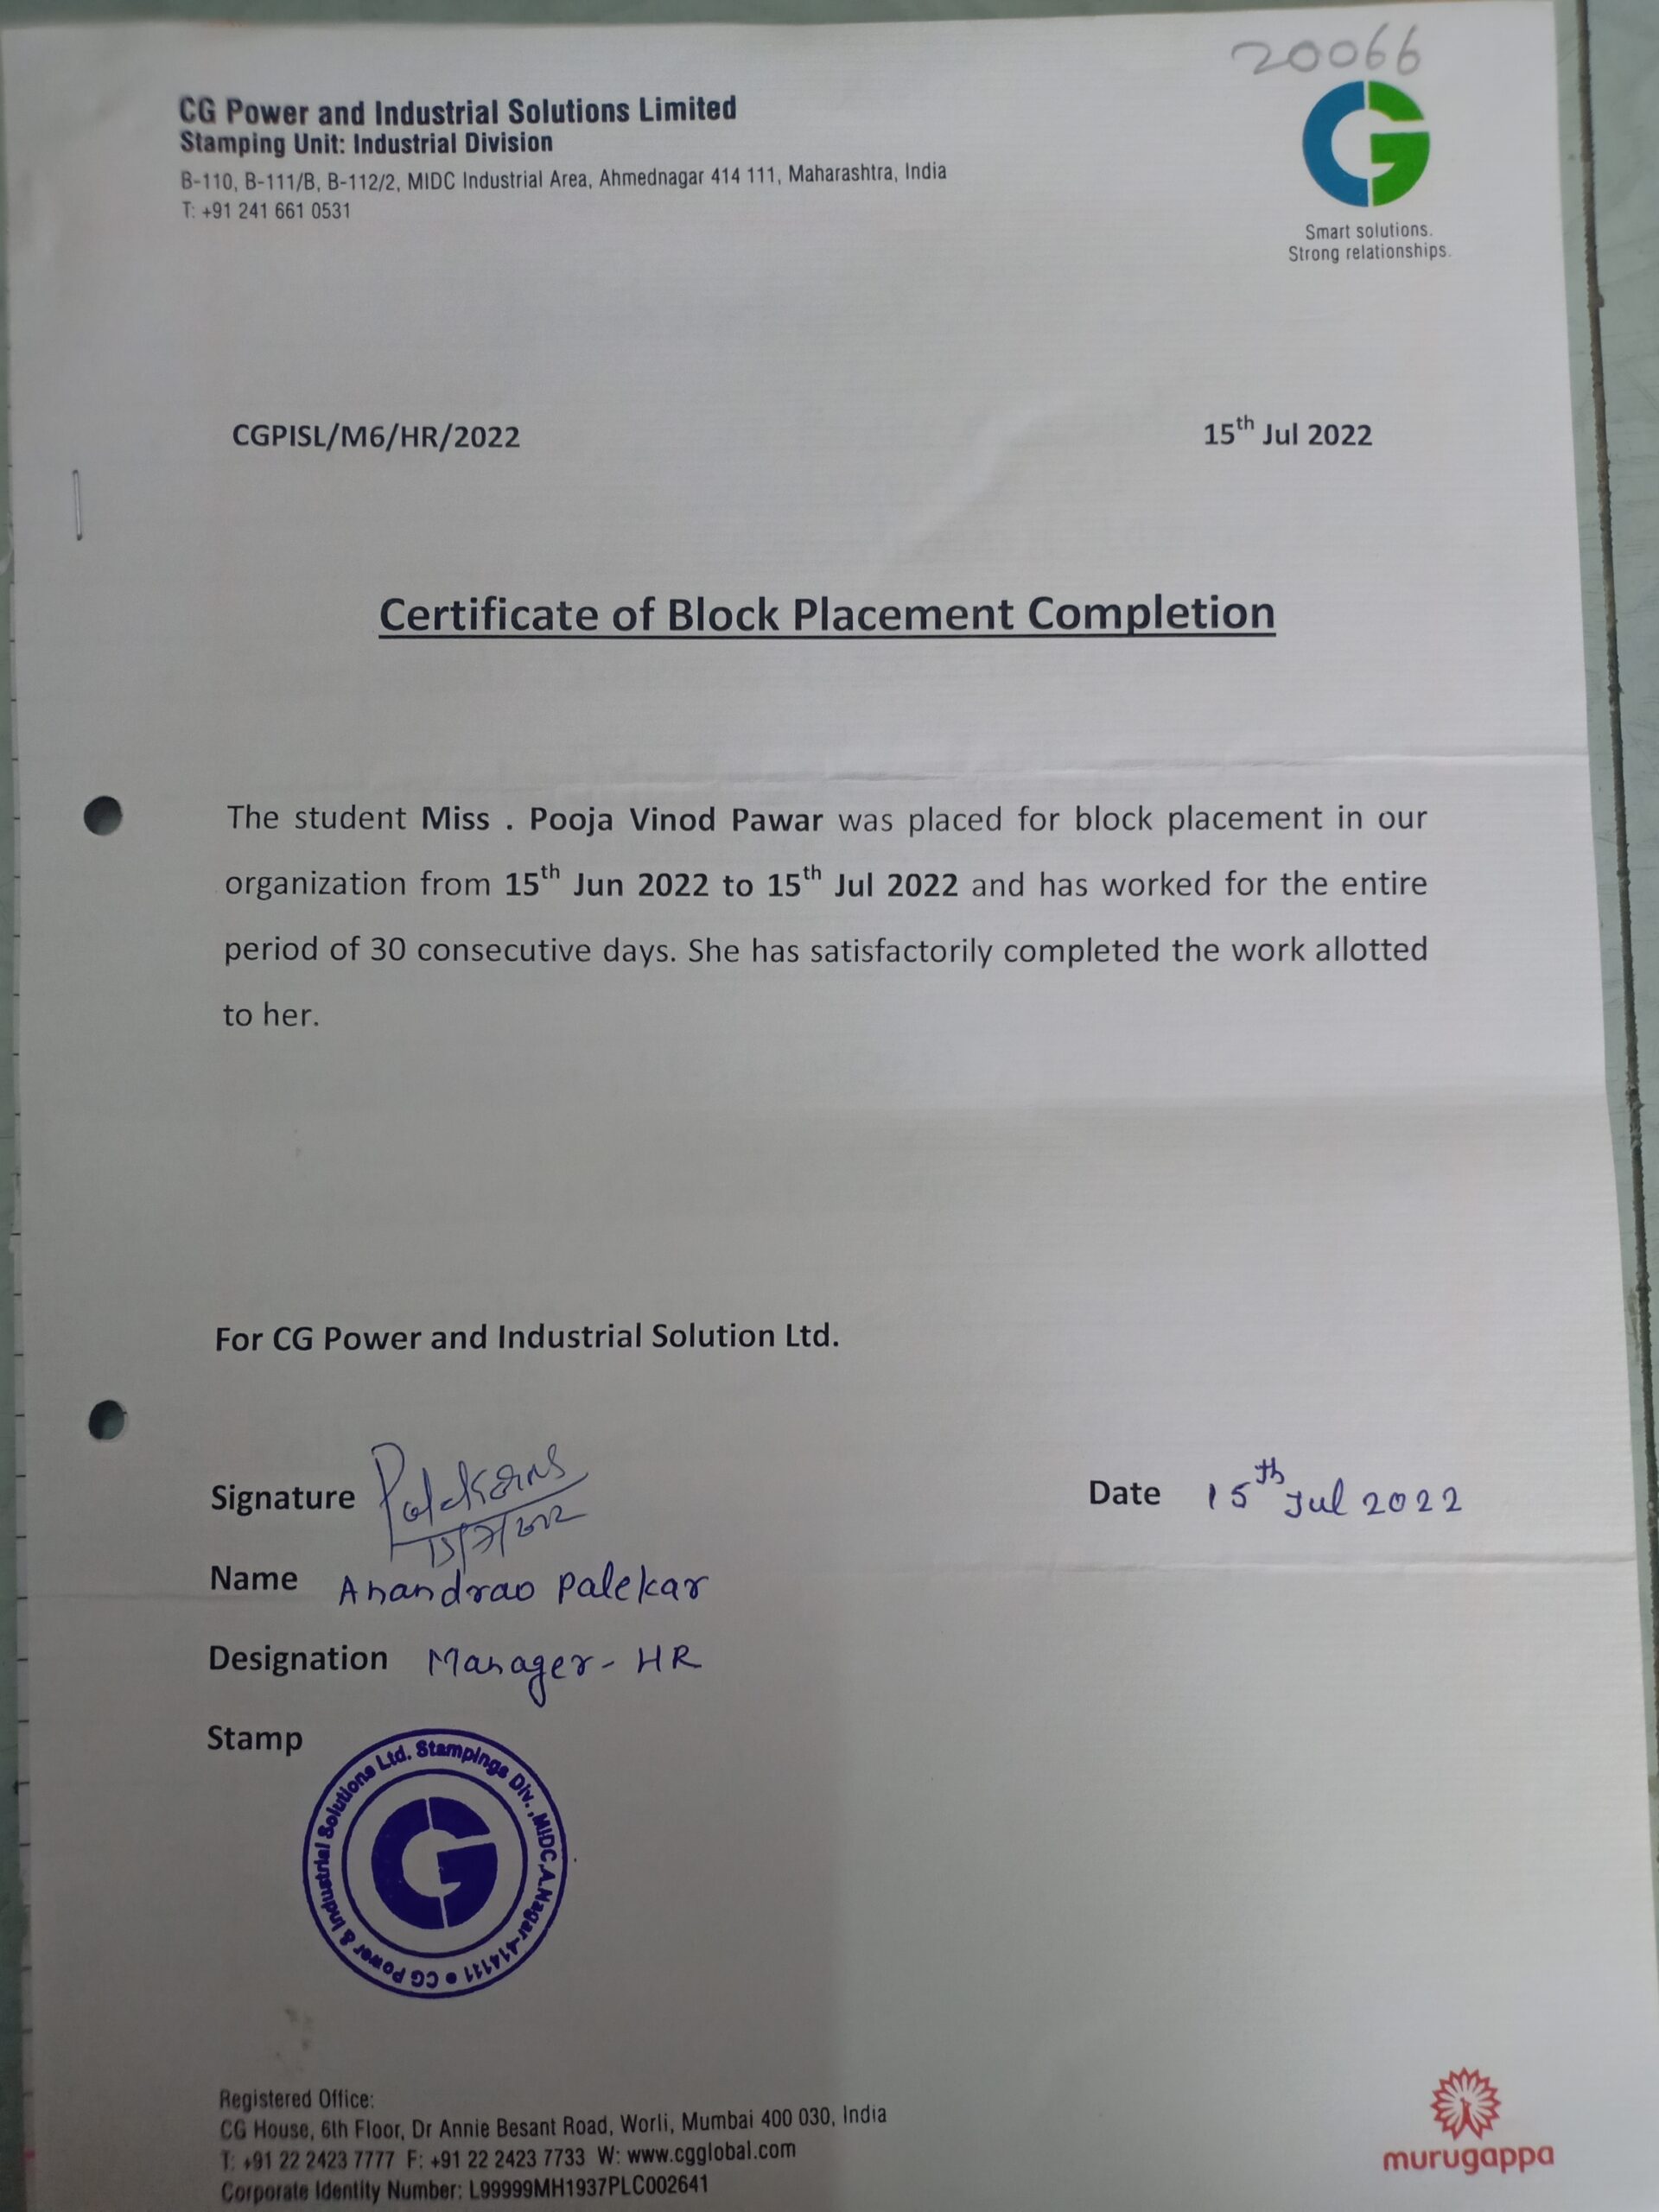 20066
CG Power and Industrial Solutions Limited
Stamping Unit: Industrial Division
B-110, B-111/B, B-112/2, MIDC Industrial Area, Ahmednagar 414 111, Maharashtra, India
T: +91 241 661 0531
Smart solutions.
Strong relationships.
CGPISL/M6/HR/2022
15th Jul 2022
Certificate of Block Placement Completion
The student Miss . Pooja Vinod Pawar was placed for block placement in our
organization from 15th Jun 2022 to 15th Jul 2022 and has worked for the entire
period of 30 consecutive days. She has satisfactorily completed the work allotted
to her.
For CG Power and Industrial Solution Ltd.
Signature
15/7/2022
Date 15th Jul 2022
Name Anandrao Palekar
Designation Manager - HR
Stamp
CG Power & Industrial Solutions Ltd. Stampings Div., MIDC, A.Nagar-414111
Registered Office:
CG House, 6th Floor, Dr Annie Besant Road, Worli, Mumbai 400 030, India
T: +91 22 2423 7777 F: +91 22 2423 7733 W: www.cgglobal.com
Corporate Identity Number: L99999MH1937PLC002641
murugappa